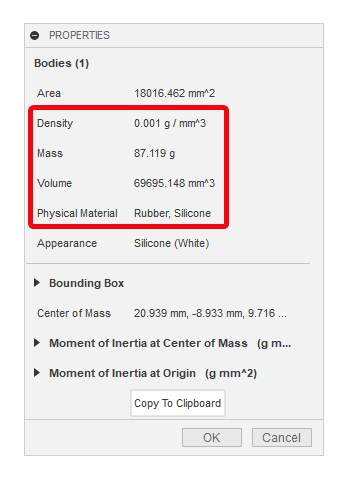 PROPERTIES
Bodies (1)
Area 18016.462 mm^2
Density 0.001 g / mm^3
Mass 87.119 g
Volume 69695.148 mm^3
Physical Material Rubber, Silicone
Appearance Silicone (White)
Bounding Box
Center of Mass 20.939 mm, -8.933 mm, 9.716 ...
Moment of Inertia at Center of Mass (g m...
Moment of Inertia at Origin (g mm^2)
Copy To Clipboard
OK Cancel